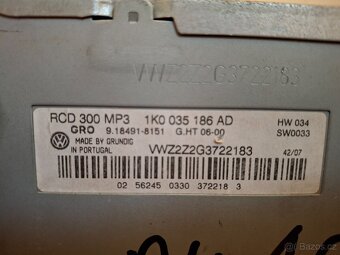 VWZ2Z2G3722183
RCD 300 MP3 1K0 035 186 AD HW 034
GRO 9.18491-8151 G.HT 06-00 SW0033
MADE BY GRUNDIG
IN PORTUGAL
VWZ2Z2G3722183 42/07
02 56245 0330 372218 3